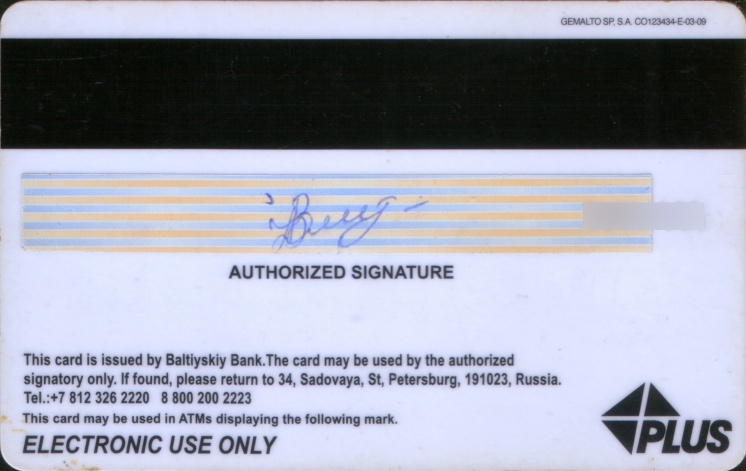 GEMALTO SP, S.A. CO123434-E-03-09
AUTHORIZED SIGNATURE
This card is issued by Baltiyskiy Bank.The card may be used by the authorized
signatory only. If found, please return to 34, Sadovaya, St, Petersburg, 191023, Russia.
Tel.:+7 812 326 2220 8 800 200 2223
This card may be used in ATMs displaying the following mark.
ELECTRONIC USE ONLY
PLUS